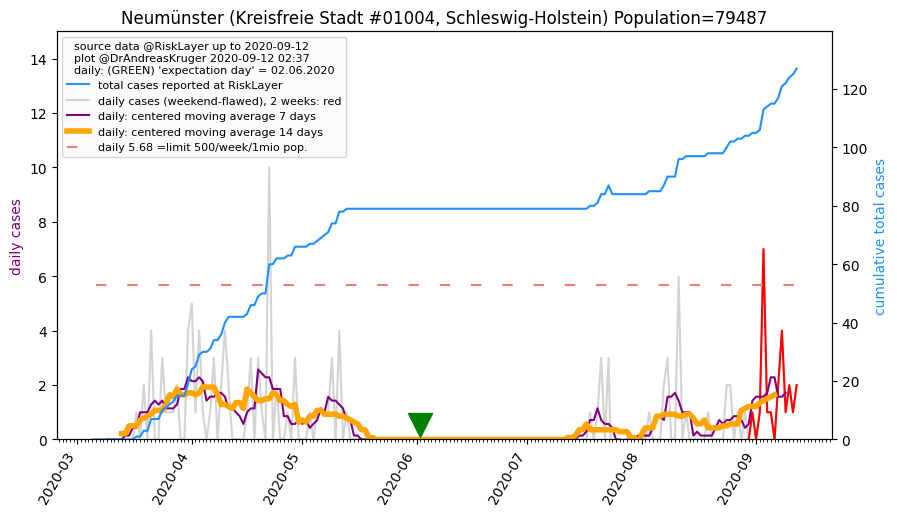 Neumünster (Kreisfreie Stadt #01004, Schleswig-Holstein) Population=79487
source data @RiskLayer up to 2020-09-12
plot @DrAndreasKruger 2020-09-12 02:37
daily: (GREEN) 'expectation day' = 02.06.2020
total cases reported at RiskLayer
daily cases (weekend-flawed), 2 weeks: red
daily: centered moving average 7 days
daily: centered moving average 14 days
daily 5.68 =limit 500/week/1mio pop.
daily cases
14
12
10
8
6
4
2
0
cumulative total cases
120
100
80
60
40
20
0
2020-03
2020-04
2020-05
2020-06
2020-07
2020-08
2020-09